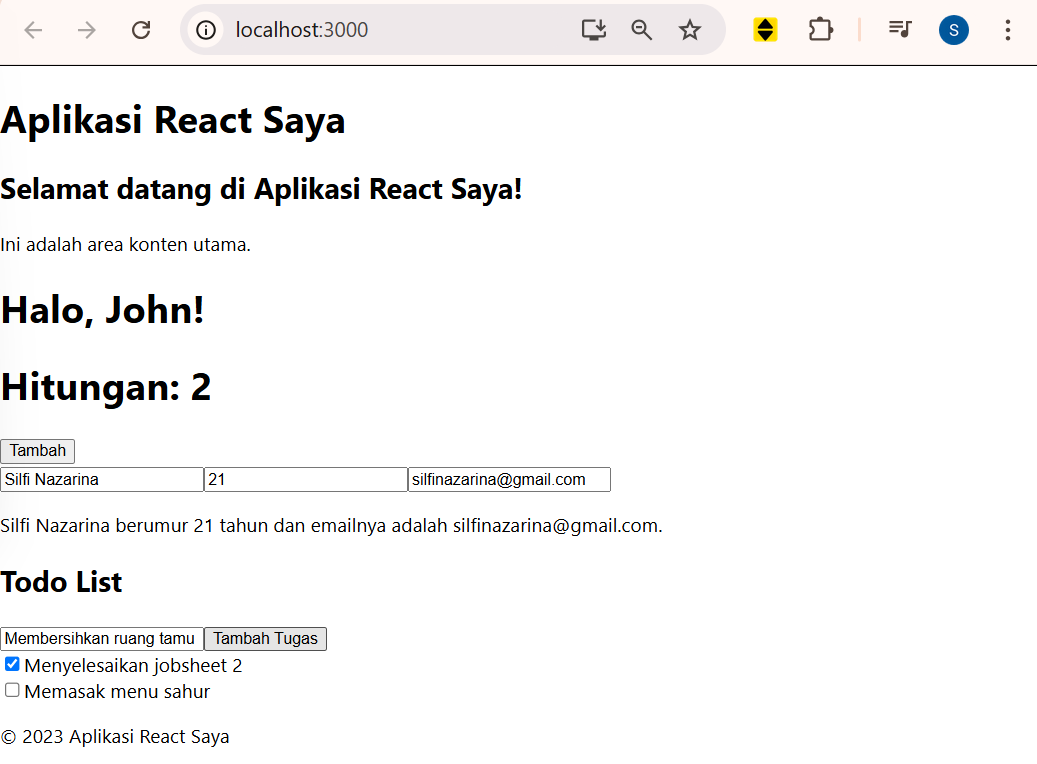 localhost:3000
S
Aplikasi React Saya
Selamat datang di Aplikasi React Saya!
Ini adalah area konten utama.
Halo, John!
Hitungan: 2
Tambah
Silfi Nazarina 21 silfinazarina@gmail.com
Silfi Nazarina berumur 21 tahun dan emailnya adalah silfinazarina@gmail.com.
Todo List
Membersihkan ruang tamu Tambah Tugas
Menyelesaikan jobsheet 2
Memasak menu sahur
© 2023 Aplikasi React Saya